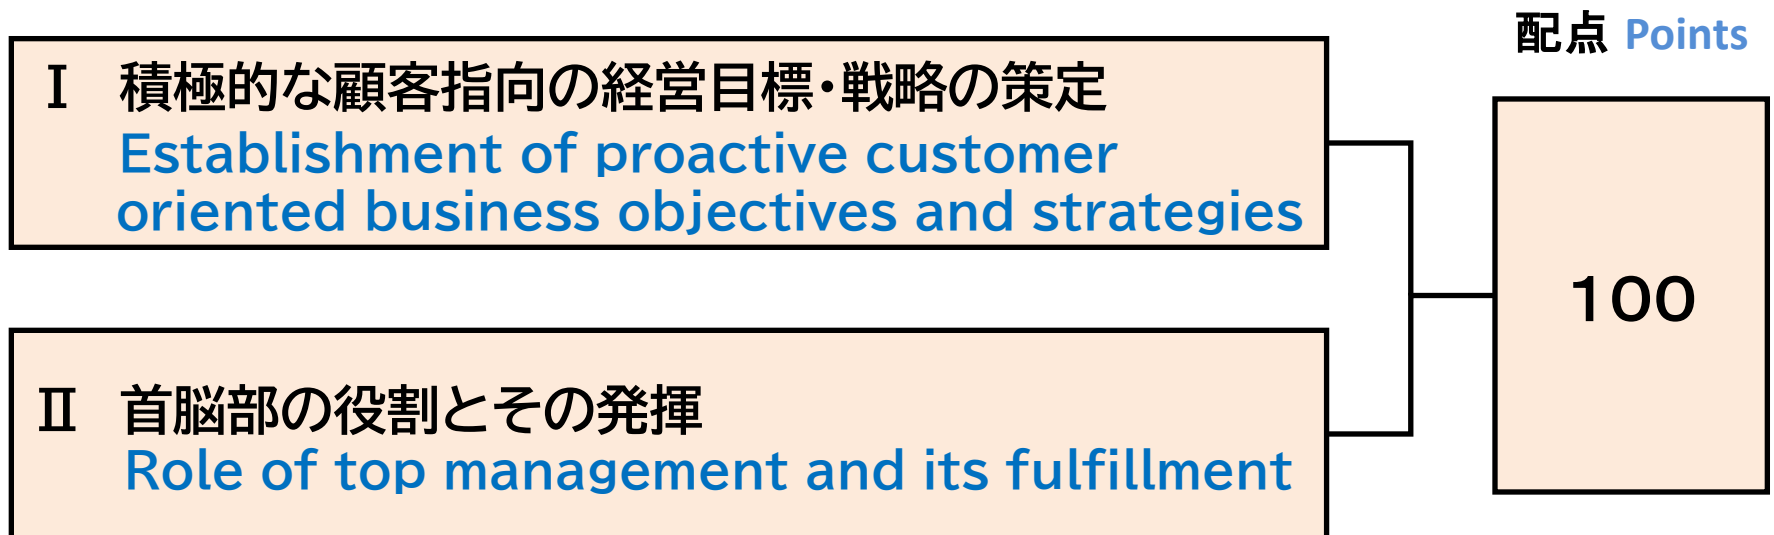 配点 Points
Ⅰ 積極的な顧客指向の経営目標・戦略の策定
Establishment of proactive customer
oriented business objectives and strategies
100
Ⅱ 首脳部の役割とその発揮
Role of top management and its fulfillment